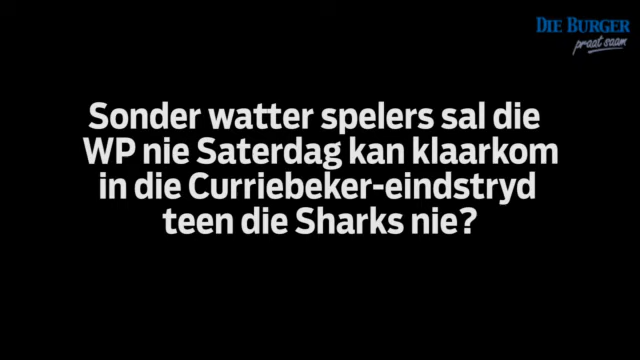 DIE BURGER
praat saam
Sonder watter spelers sal die
WP nie Saterdag kan klaarkom
in die Curriebeker-eindstryd
teen die Sharks nie?